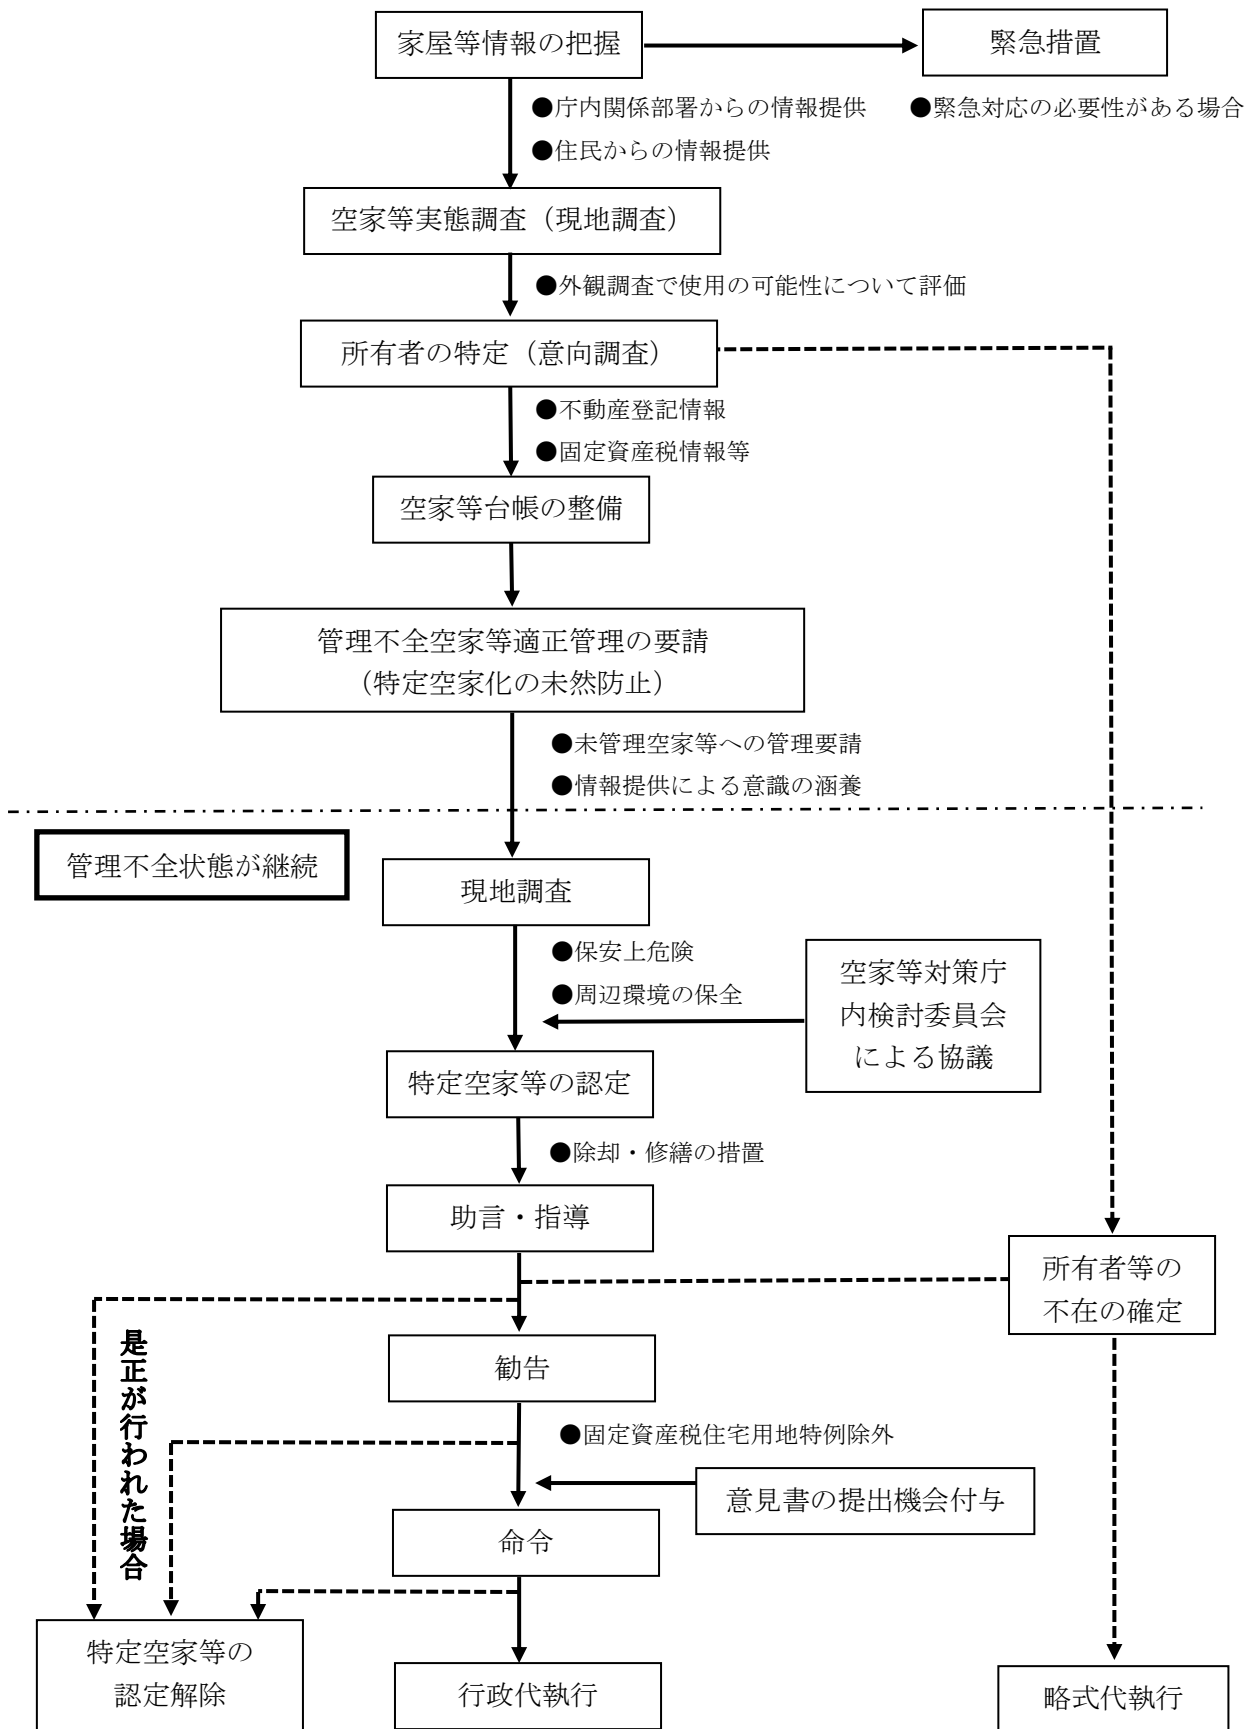 家屋等情報の把握
緊急措置
●庁内関係部署からの情報提供
●緊急対応の必要性がある場合
●住民からの情報提供
空家等実態調査（現地調査）
●外観調査で使用の可能性について評価
所有者の特定（意向調査）
●不動産登記情報
●固定資産税情報等
空家等台帳の整備
管理不全空家等適正管理の要請
（特定空家化の未然防止）
●未管理空家等への管理要請
●情報提供による意識の涵養
管理不全状態が継続
現地調査
●保安上危険
●周辺環境の保全
空家等対策庁
内検討委員会
による協議
特定空家等の認定
●除却・修繕の措置
助言・指導
所有者等の
不在の確定
是正が行われた場合
勧告
●固定資産税住宅用地特例除外
意見書の提出機会付与
命令
特定空家等の
認定解除
行政代執行
略式代執行